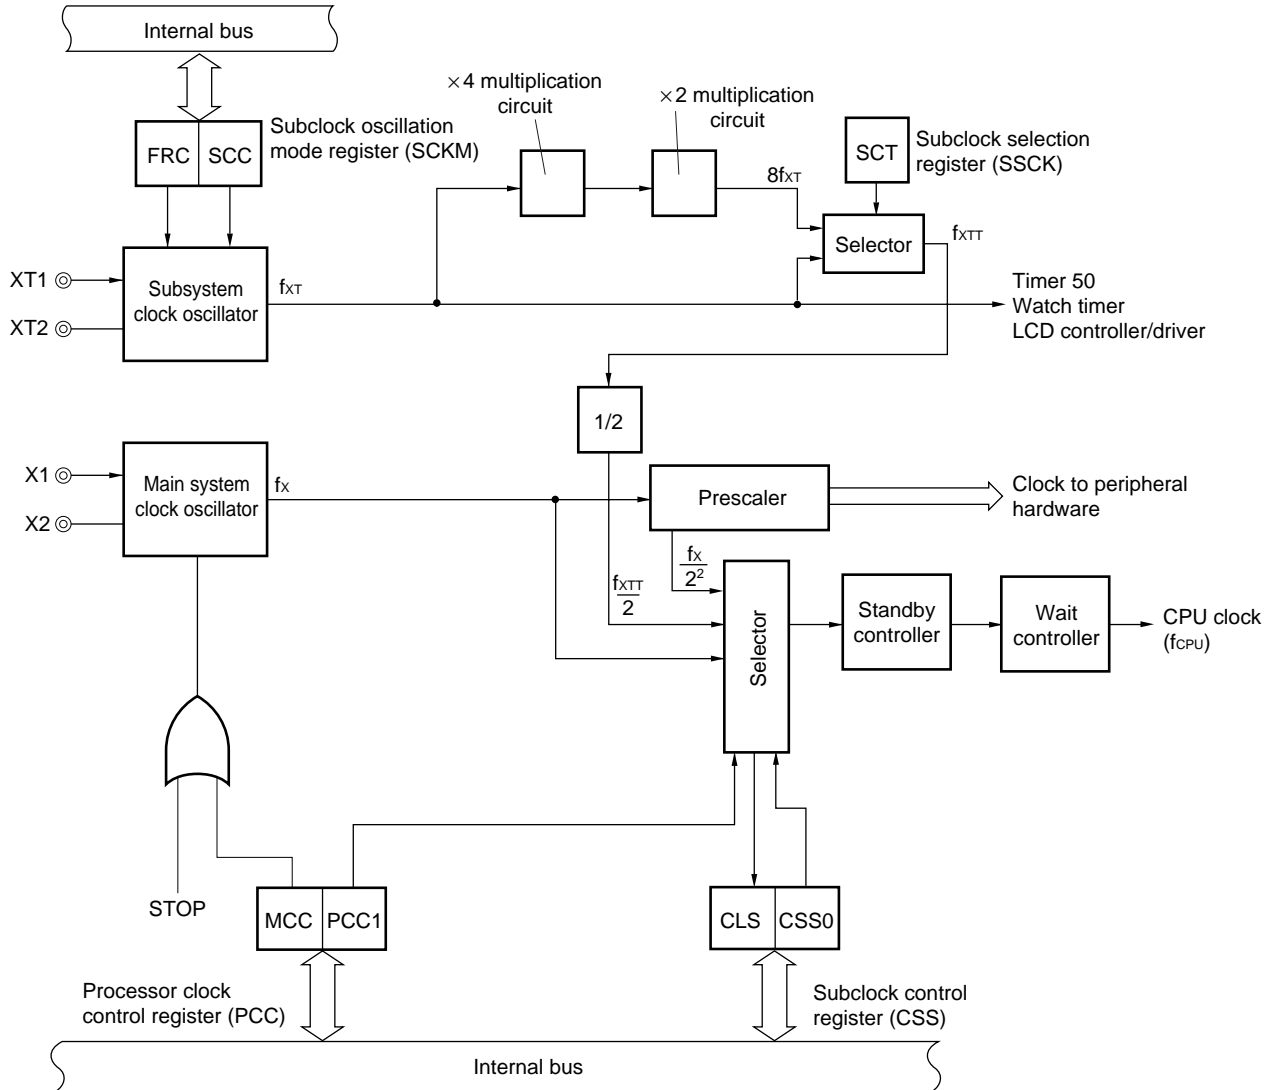 Internal bus
×4 multiplication
circuit
×2 multiplication
circuit
FRC SCC
Subclock oscillation
mode register (SCKM)
SCT
Subclock selection
register (SSCK)
8fXT
Selector
fXTT
XT1
XT2
Subsystem
clock oscillator
fXT
Timer 50
Watch timer
LCD controller/driver
1/2
X1
X2
Main system
clock oscillator
fX
Prescaler
Clock to peripheral
hardware
fX
2²
fXTT
2
Selector
Standby
controller
Wait
controller
CPU clock
(fCPU)
STOP
MCC PCC1
CLS CSS0
Processor clock
control register (PCC)
Subclock control
register (CSS)
Internal bus